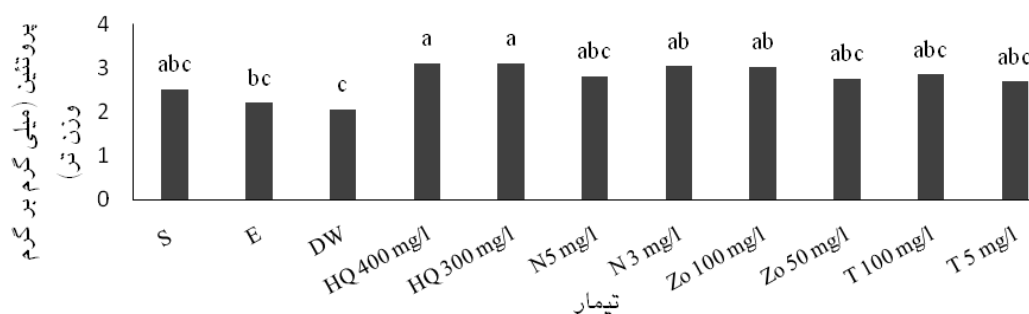 پروتئین (میلی گرم بر گرم
وزن تر)
4
3
2
1
0
abc
bc
c
a
a
abc
ab
ab
abc
abc
abc
S
E
DW
HQ 400 mg/l
HQ 300 mg/l
N5 mg/l
N 3 mg/l
Zo 100 mg/l
Zo 50 mg/l
T 100 mg/l
T 5 mg/l
تیمار